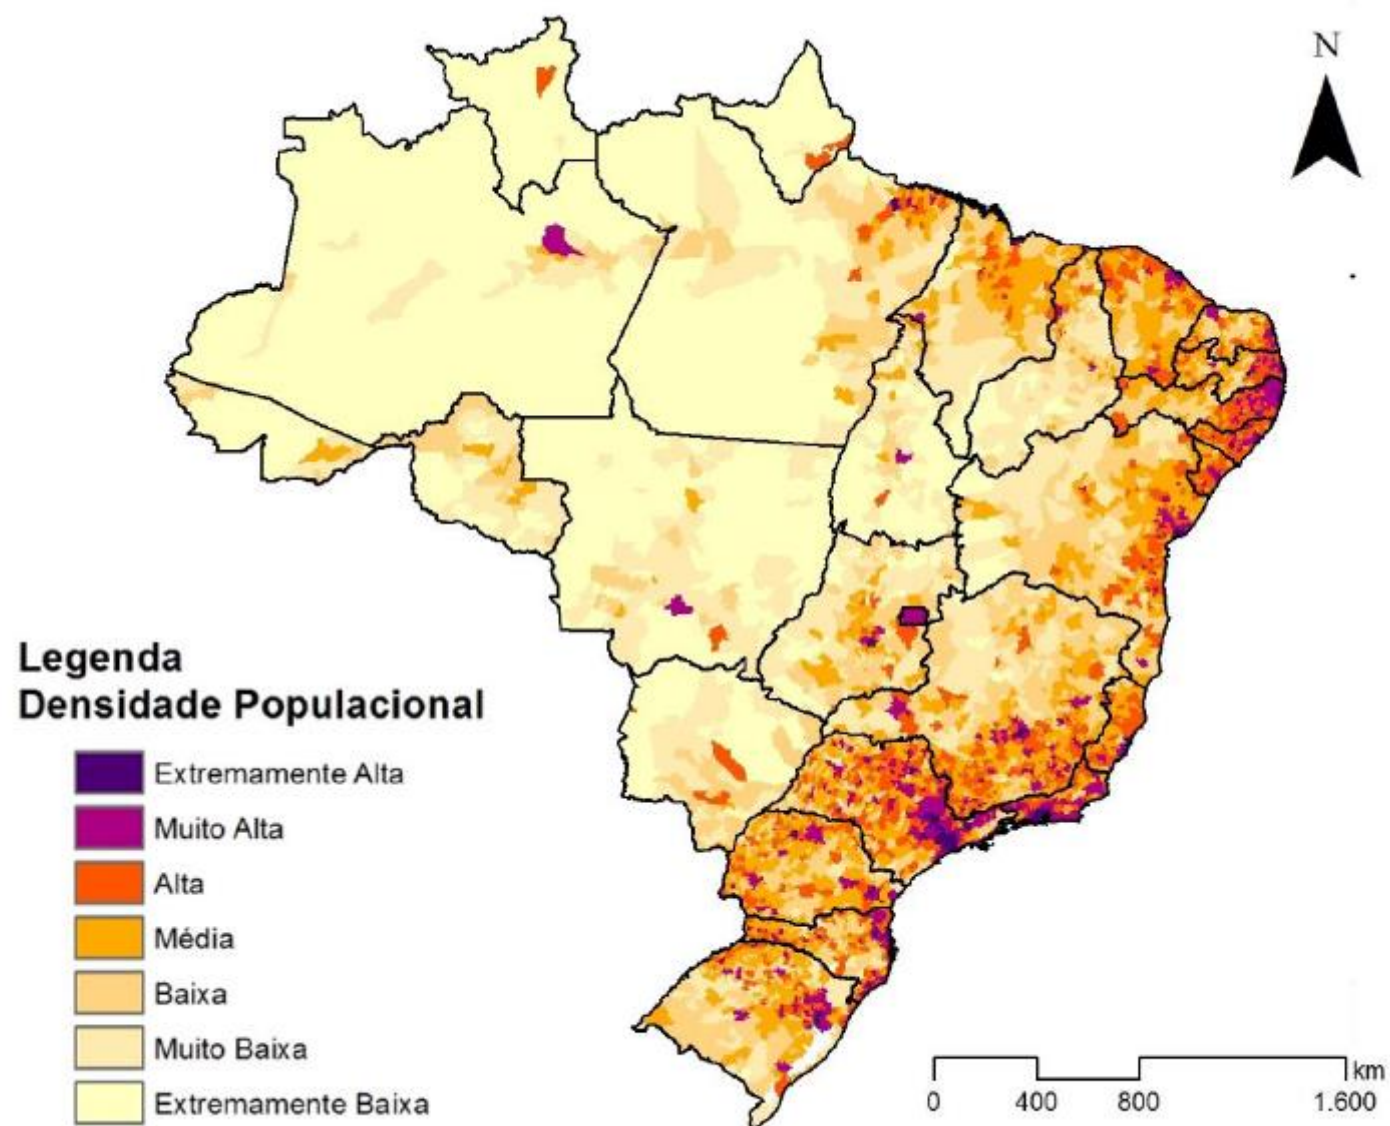 N
Legenda
Densidade Populacional
Extremamente Alta
Muito Alta
Alta
Média
Baixa
Muito Baixa
Extremamente Baixa
km
0 400 800 1.600